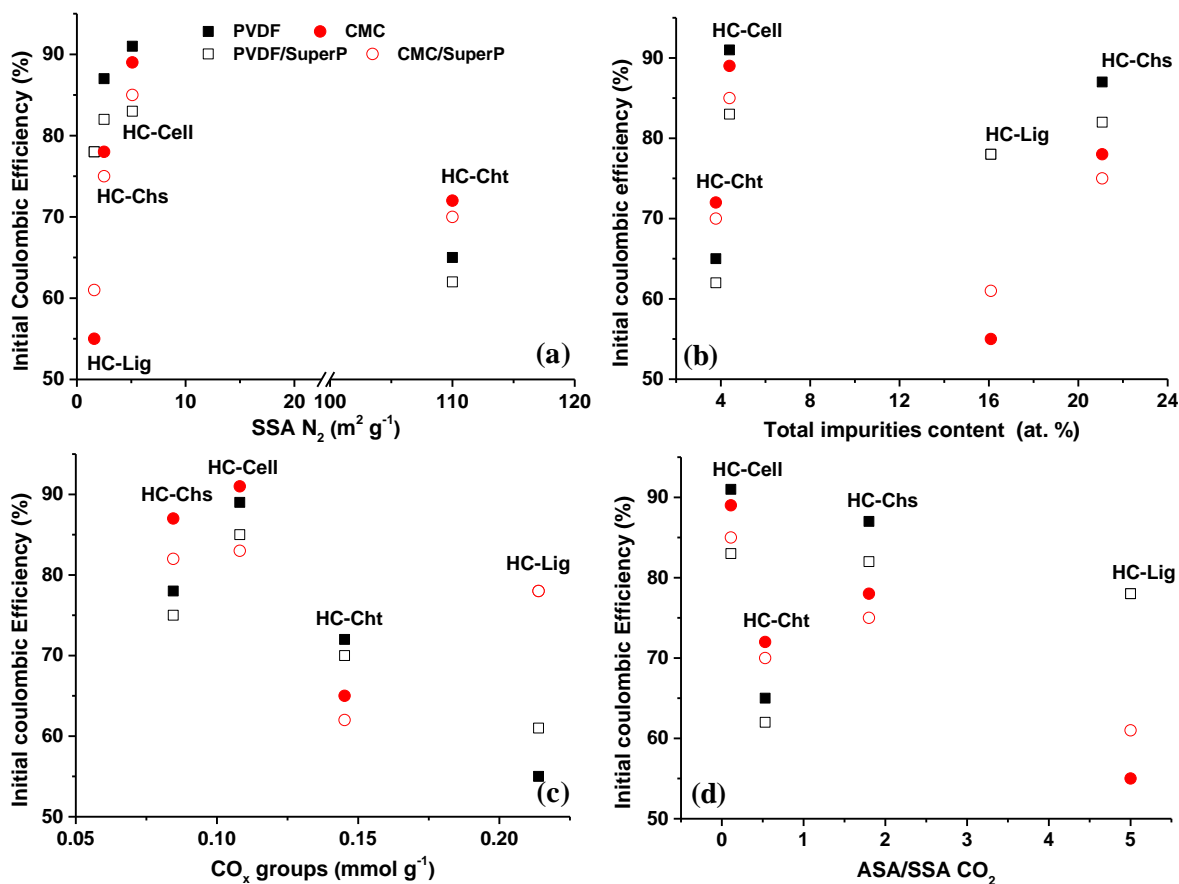 PVDF CMC
PVDF/SuperP CMC/SuperP
Initial Coulombic Efficiency (%)
90
80
70
60
50
HC-Cell
HC-Chs
HC-Cht
HC-Lig
(a)
0 10 20 100 110 120
SSA N₂ (m² g⁻¹)
Initial coulombic efficiency (%)
90
80
70
60
50
HC-Cell
HC-Chs
HC-Lig
HC-Cht
(b)
4 8 12 16 20 24
Total impurities content (at. %)
Initial coulombic Efficiency (%)
90
80
70
60
50
HC-Cell
HC-Chs
HC-Lig
HC-Cht
(c)
0.05 0.10 0.15 0.20
COₓ groups (mmol g⁻¹)
Initial coulombic Efficiency (%)
90
80
70
60
50
HC-Cell
HC-Chs
HC-Lig
HC-Cht
(d)
0 1 2 3 4 5
ASA/SSA CO₂